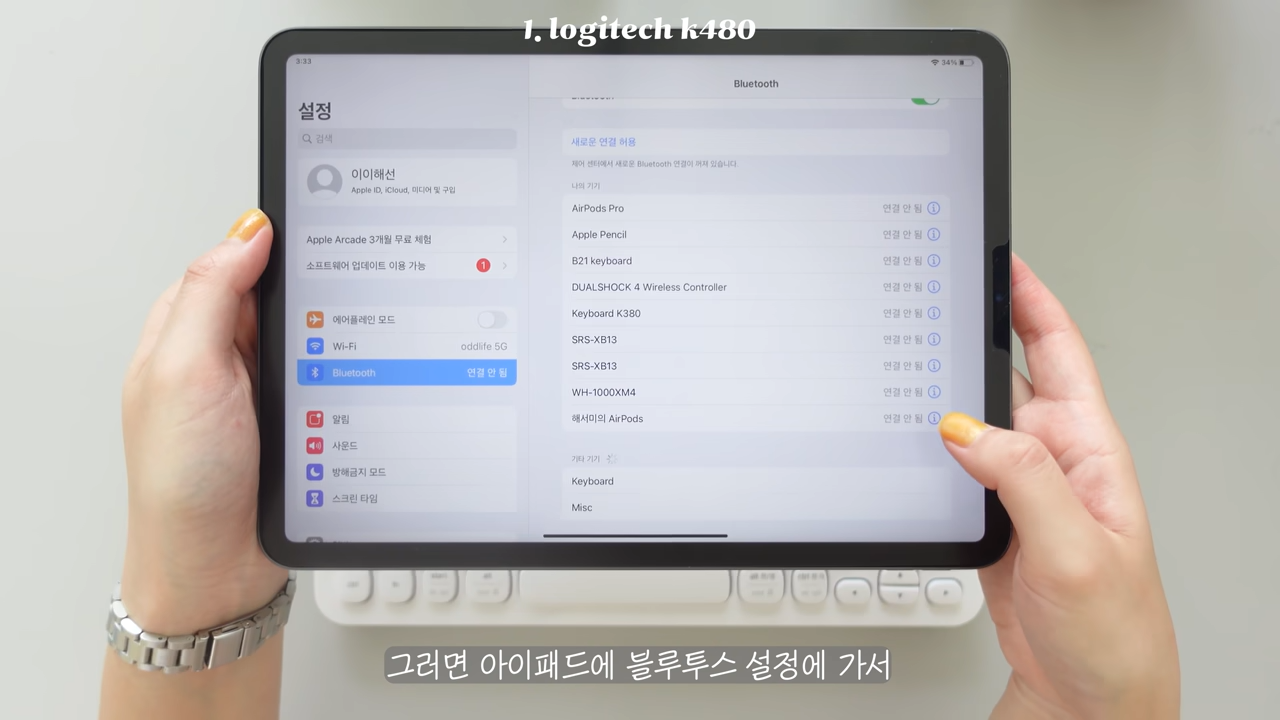 1. logitech k480
3:33
34%
설정
검색
이이해선
Apple ID, iCloud, 미디어 및 구입
Apple Arcade 3개월 무료 체험
소프트웨어 업데이트 이용 가능 1
에어플레인 모드
Wi-Fi oddlife 5G
Bluetooth 연결 안 됨
알림
사운드
방해금지 모드
스크린 타임
Bluetooth
Bluetooth
새로운 연결 허용
제어 센터에서 새로운 Bluetooth 연결이 꺼져 있습니다.
나의 기기
AirPods Pro 연결 안 됨
Apple Pencil 연결 안 됨
B21 keyboard 연결 안 됨
DUALSHOCK 4 Wireless Controller 연결 안 됨
Keyboard K380 연결 안 됨
SRS-XB13 연결 안 됨
SRS-XB13 연결 안 됨
WH-1000XM4 연결 안 됨
해서미의 AirPods 연결 안 됨
기타 기기
Keyboard
Misc
그러면 아이패드에 블루투스 설정에 가서